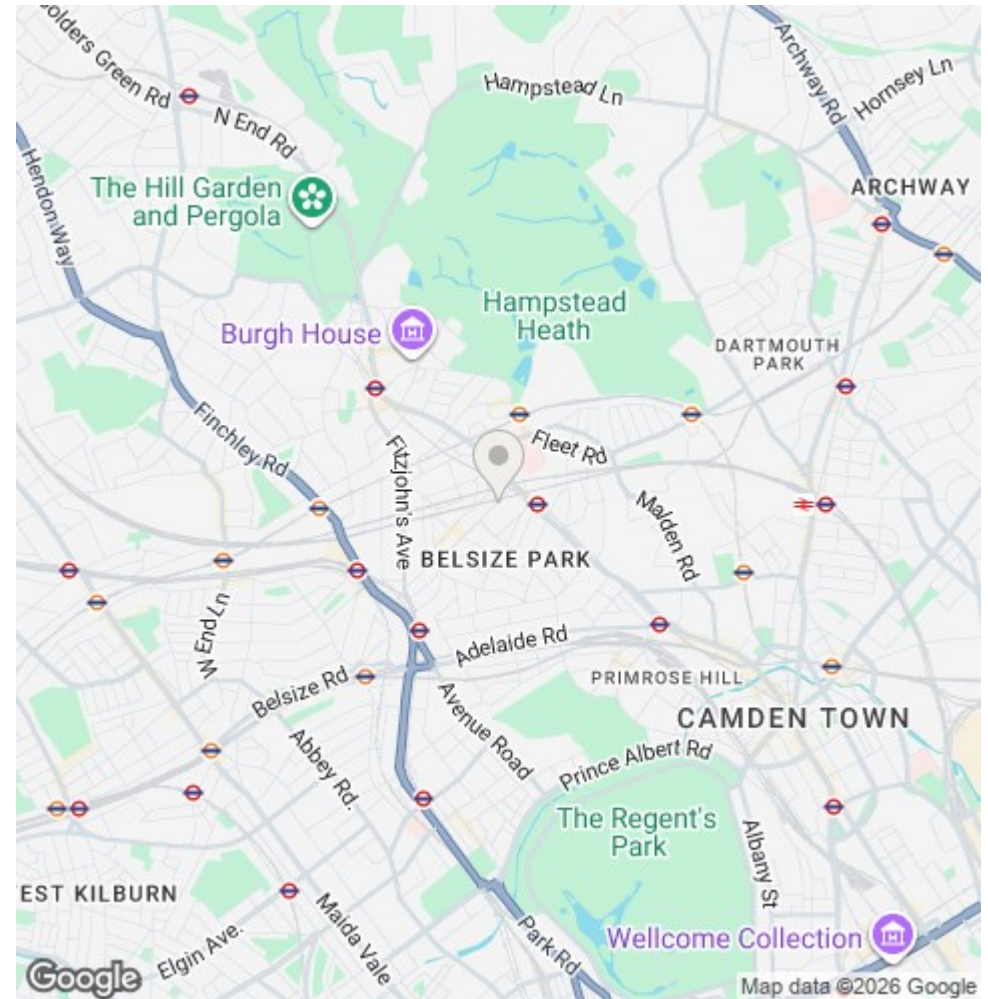 Golders Green Rd
N End Rd
Hampstead Ln
Archway Rd
Hornsey Ln
Hendon Way
The Hill Garden
and Pergola
ARCHWAY
Burgh House
Hampstead
Heath
DARTMOUTH
PARK
Finchley Rd
Fitzjohn's Ave
Fleet Rd
Malden Rd
BELSIZE PARK
W End Ln
Adelaide Rd
Belsize Rd
PRIMROSE HILL
Avenue Road
CAMDEN TOWN
Abbey Rd.
Prince Albert Rd
The Regent's
Park
Albany St
EST KILBURN
Maida Vale
Elgin Ave.
Park Rd
Wellcome Collection
Google
Map data ©2026 Google